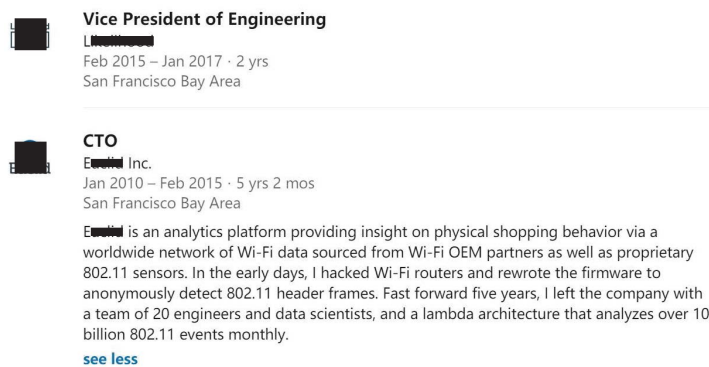 Vice President of Engineering
Feb 2015 – Jan 2017 · 2 yrs
San Francisco Bay Area
CTO
Inc.
Jan 2010 – Feb 2015 · 5 yrs 2 mos
San Francisco Bay Area
is an analytics platform providing insight on physical shopping behavior via a
worldwide network of Wi-Fi data sourced from Wi-Fi OEM partners as well as proprietary
802.11 sensors. In the early days, I hacked Wi-Fi routers and rewrote the firmware to
anonymously detect 802.11 header frames. Fast forward five years, I left the company with
a team of 20 engineers and data scientists, and a lambda architecture that analyzes over 10
billion 802.11 events monthly.
see less